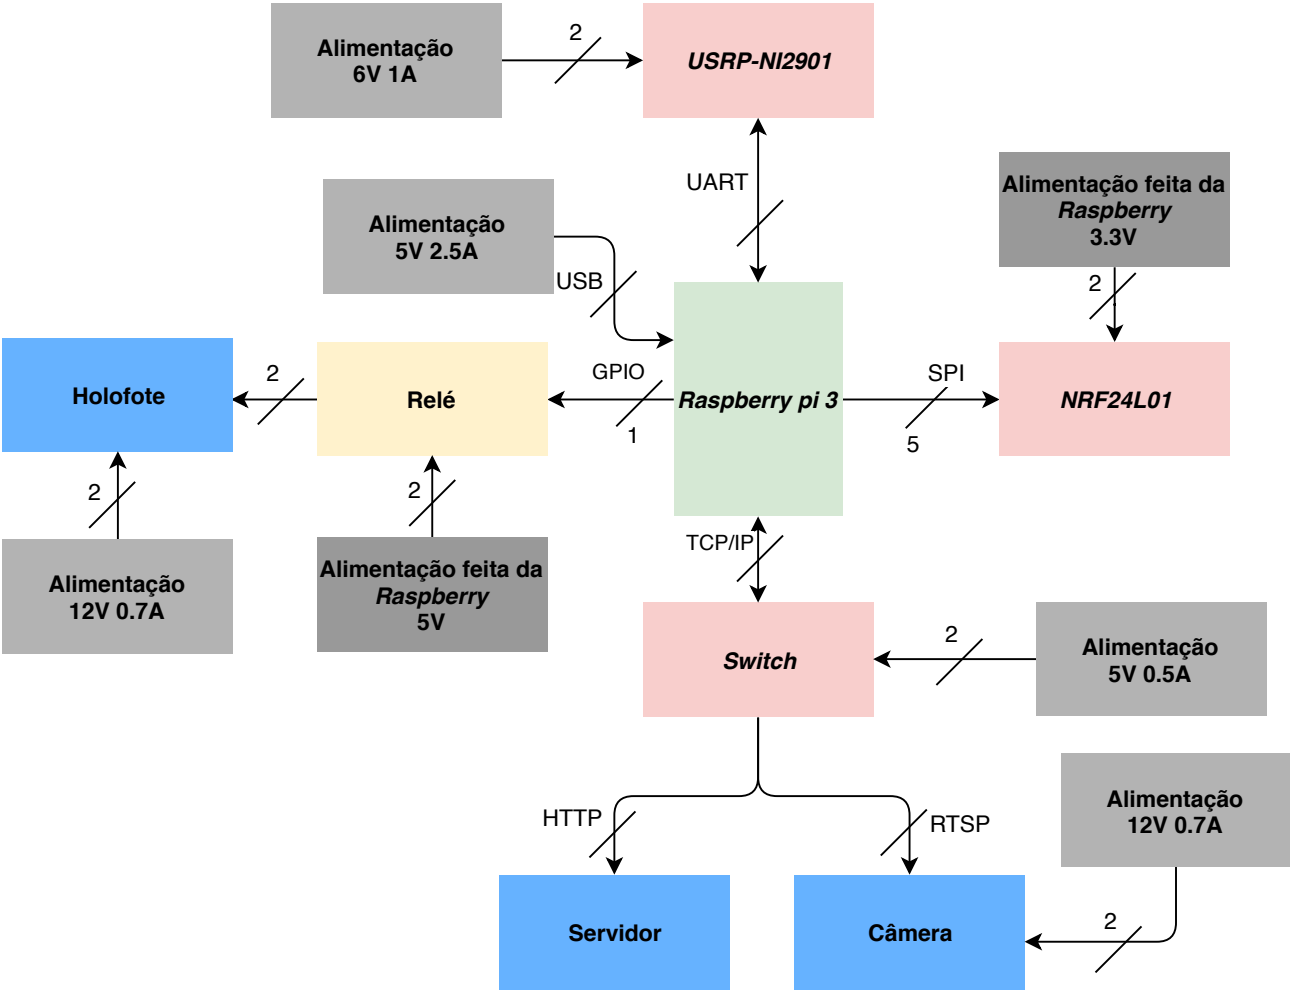 Alimentação
6V 1A
2
USRP-NI2901
UART
Alimentação
5V 2.5A
USB
Alimentação feita da
Raspberry
3.3V
2
Holofote
2
Relé
GPIO
1
Raspberry pi 3
SPI
5
NRF24L01
2
2
Alimentação
12V 0.7A
Alimentação feita da
Raspberry
5V
TCP/IP
Switch
2
Alimentação
5V 0.5A
HTTP
RTSP
Alimentação
12V 0.7A
Servidor
Câmera
2